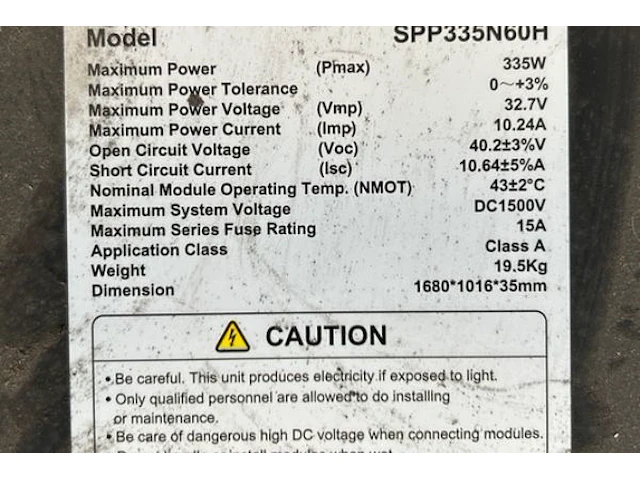 Model SPP335N60H
Maximum Power (Pmax) 335W
Maximum Power Tolerance 0~+3%
Maximum Power Voltage (Vmp) 32.7V
Maximum Power Current (Imp) 10.24A
Open Circuit Voltage (Voc) 40.2±3%V
Short Circuit Current (Isc) 10.64±5%A
Nominal Module Operating Temp. (NMOT) 43±2°C
Maximum System Voltage DC1500V
Maximum Series Fuse Rating 15A
Application Class Class A
Weight 19.5Kg
Dimension 1680*1016*35mm
CAUTION
•Be careful. This unit produces electricity if exposed to light.
• Only qualified personnel are allowed to do installing
or maintenance.
• Be care of dangerous high DC voltage when connecting modules.